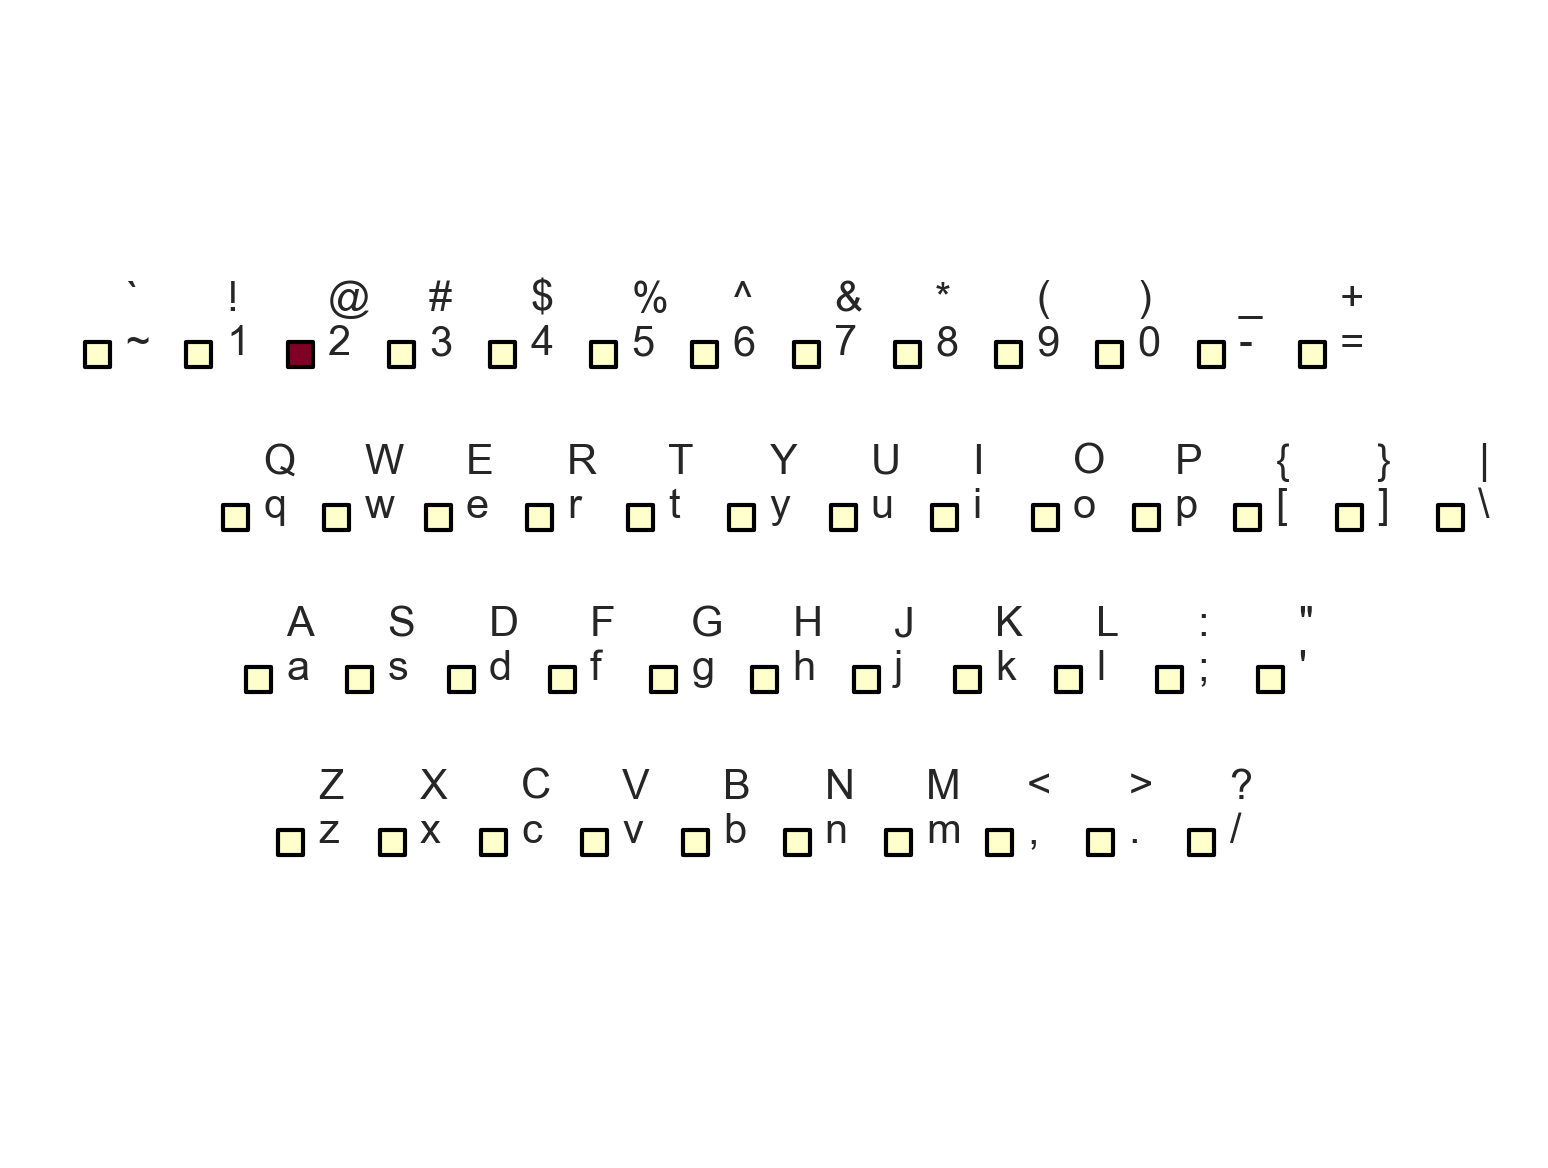 ` ! @ # $ % ^ & * ( ) _ +
~ 1 2 3 4 5 6 7 8 9 0 - =
Q W E R T Y U I O P { } |
q w e r t y u i o p [ ] \
A S D F G H J K L : "
a s d f g h j k l ; '
Z X C V B N M < > ?
z x c v b n m , . /